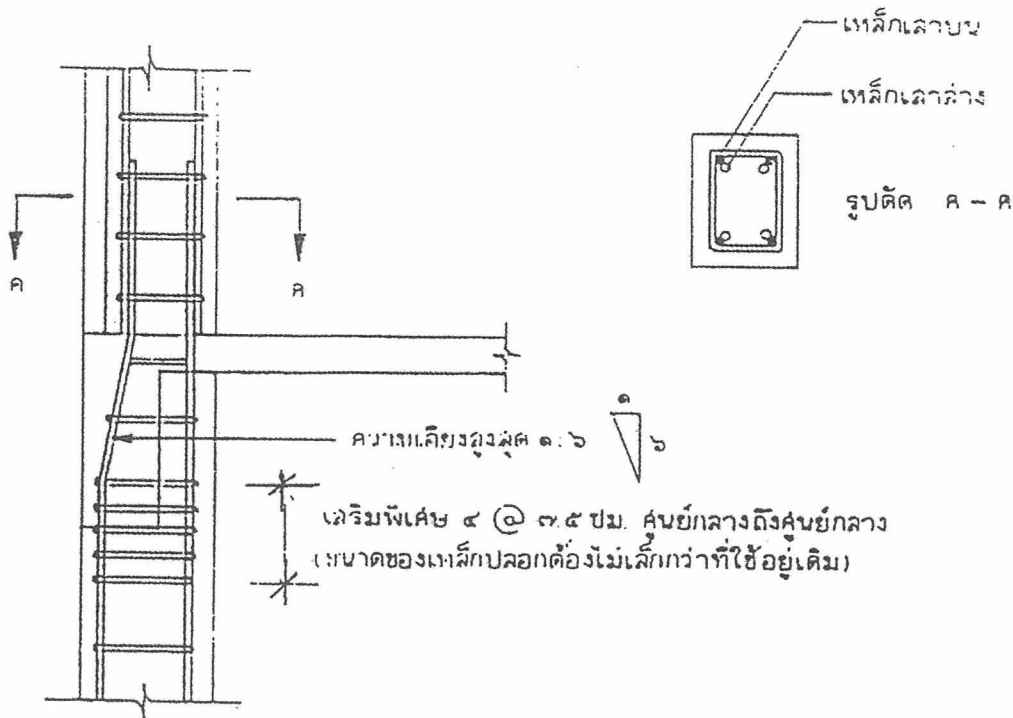 เหล็กเสาบน
เหล็กเสาล่าง
รูปตัด ค - ค
ค ค
ความเอียงสูงสุด ๑:๖
๑
๖
เสริมพิเศษ ๔ @ ๗.๕ ซม. ศูนย์กลางถึงศูนย์กลาง
(ขนาดของเหล็กปลอกต้องไม่เล็กกว่าที่ใช้อยู่เดิม)